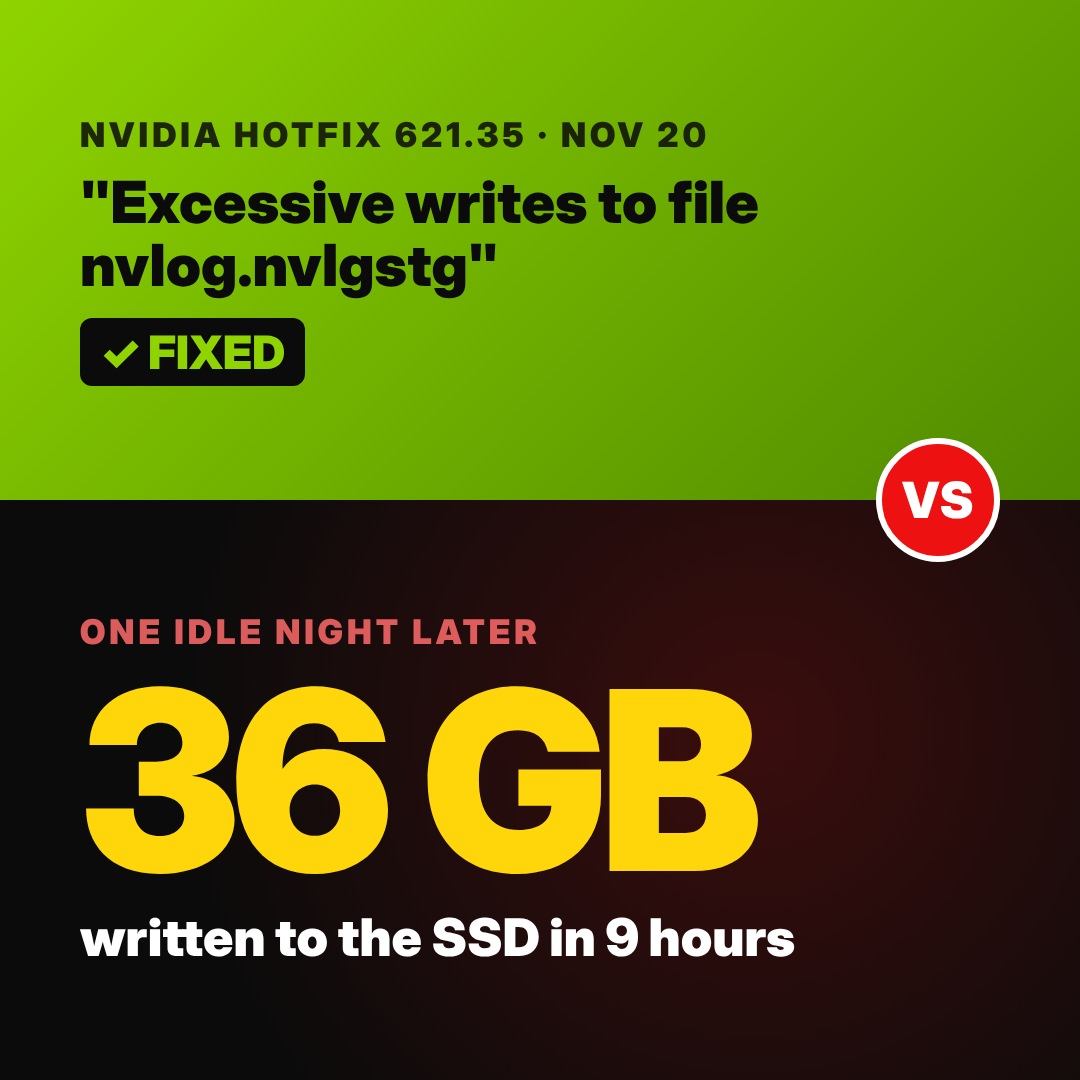 NVIDIA HOTFIX 621.35 · NOV 20
"Excessive writes to file
nvlog.nvlgstg"
✓ FIXED
VS
ONE IDLE NIGHT LATER
36 GB
written to the SSD in 9 hours